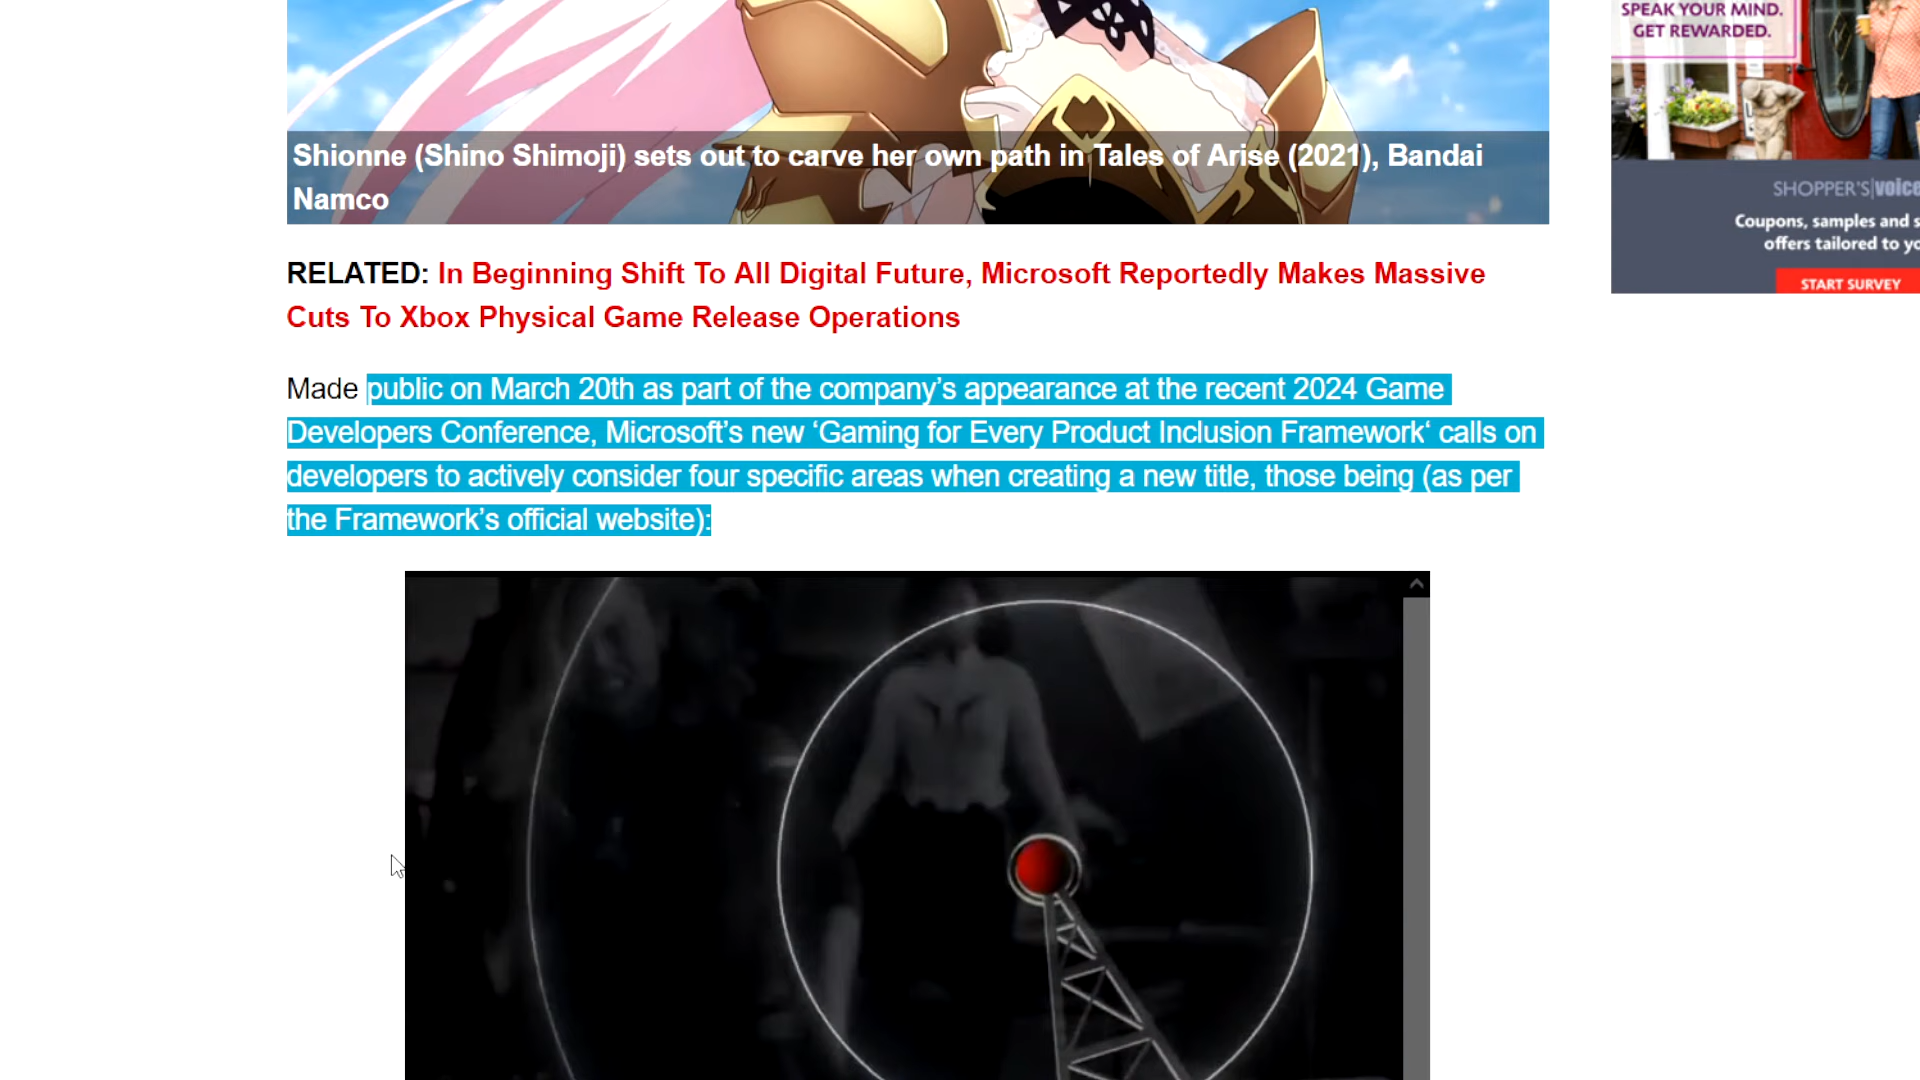 SPEAK YOUR MIND.
GET REWARDED.
Shionne (Shino Shimoji) sets out to carve her own path in Tales of Arise (2021), Bandai
Namco
SHOPPER'S|voice
Coupons, samples and s
offers tailored to yo
START SURVEY
RELATED: In Beginning Shift To All Digital Future, Microsoft Reportedly Makes Massive
Cuts To Xbox Physical Game Release Operations
Made public on March 20th as part of the company’s appearance at the recent 2024 Game
Developers Conference, Microsoft’s new ‘Gaming for Every Product Inclusion Framework‘ calls on
developers to actively consider four specific areas when creating a new title, those being (as per
the Framework’s official website):